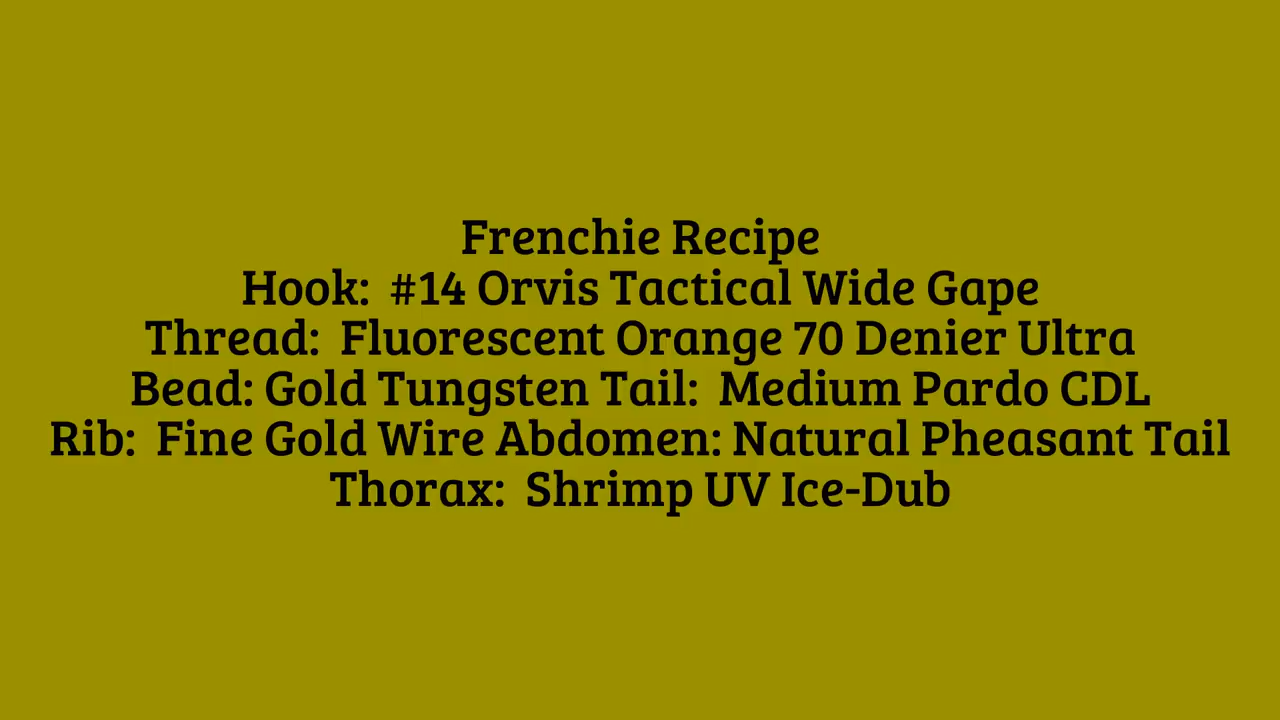 Frenchie Recipe
Hook:  #14 Orvis Tactical Wide Gape
Thread:  Fluorescent Orange 70 Denier Ultra
Bead: Gold Tungsten Tail:  Medium Pardo CDL
Rib:  Fine Gold Wire Abdomen: Natural Pheasant Tail
Thorax:  Shrimp UV Ice-Dub